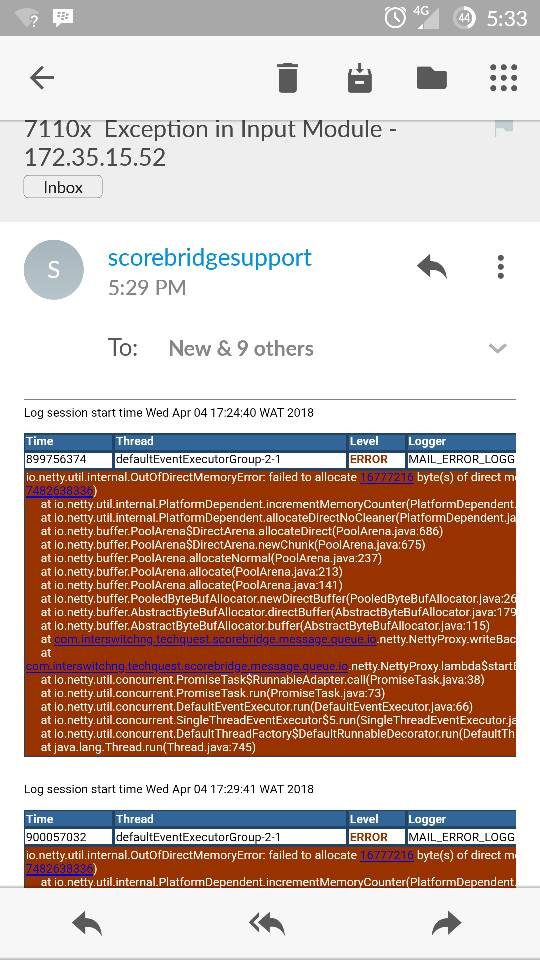 4G 44 5:33
7110x Exception in Input Module -
172.35.15.52
Inbox
S
scorebridgesupport
5:29 PM
To: New & 9 others
Log session start time Wed Apr 04 17:24:40 WAT 2018
Time Thread Level Logger
899756374 defaultEventExecutorGroup-2-1 ERROR MAIL_ERROR_LOGG
io.netty.util.internal.OutOfDirectMemoryError: failed to allocate 16777216 byte(s) of direct me
7482638336)
at io.netty.util.internal.PlatformDependent.incrementMemoryCounter(PlatformDependent.
at io.netty.util.internal.PlatformDependent.allocateDirectNoCleaner(PlatformDependent.ja
at io.netty.buffer.PoolArena$DirectArena.allocateDirect(PoolArena.java:686)
at io.netty.buffer.PoolArena$DirectArena.newChunk(PoolArena.java:675)
at io.netty.buffer.PoolArena.allocateNormal(PoolArena.java:237)
at io.netty.buffer.PoolArena.allocate(PoolArena.java:213)
at io.netty.buffer.PoolArena.allocate(PoolArena.java:141)
at io.netty.buffer.PooledByteBufAllocator.newDirectBuffer(PooledByteBufAllocator.java:26
at io.netty.buffer.AbstractByteBufAllocator.directBuffer(AbstractByteBufAllocator.java:179
at io.netty.buffer.AbstractByteBufAllocator.buffer(AbstractByteBufAllocator.java:115)
at com.interswitchng.techquest.scorebridge.message.queue.io.netty.NettyProxy.writeBac
at
com.interswitchng.techquest.scorebridge.message.queue.io.netty.NettyProxy.lambda$startE
at io.netty.util.concurrent.PromiseTask$RunnableAdapter.call(PromiseTask.java:38)
at io.netty.util.concurrent.PromiseTask.run(PromiseTask.java:73)
at io.netty.util.concurrent.DefaultEventExecutor.run(DefaultEventExecutor.java:66)
at io.netty.util.concurrent.SingleThreadEventExecutor$5.run(SingleThreadEventExecutor.ja
at io.netty.util.concurrent.DefaultThreadFactory$DefaultRunnableDecorator.run(DefaultTh
at java.lang.Thread.run(Thread.java:745)
Log session start time Wed Apr 04 17:29:41 WAT 2018
Time Thread Level Logger
900057032 defaultEventExecutorGroup-2-1 ERROR MAIL_ERROR_LOGG
io.netty.util.internal.OutOfDirectMemoryError: failed to allocate 16777216 byte(s) of direct me
7482638336)
at io.netty.util.internal.PlatformDependent.incrementMemoryCounter(PlatformDependent.